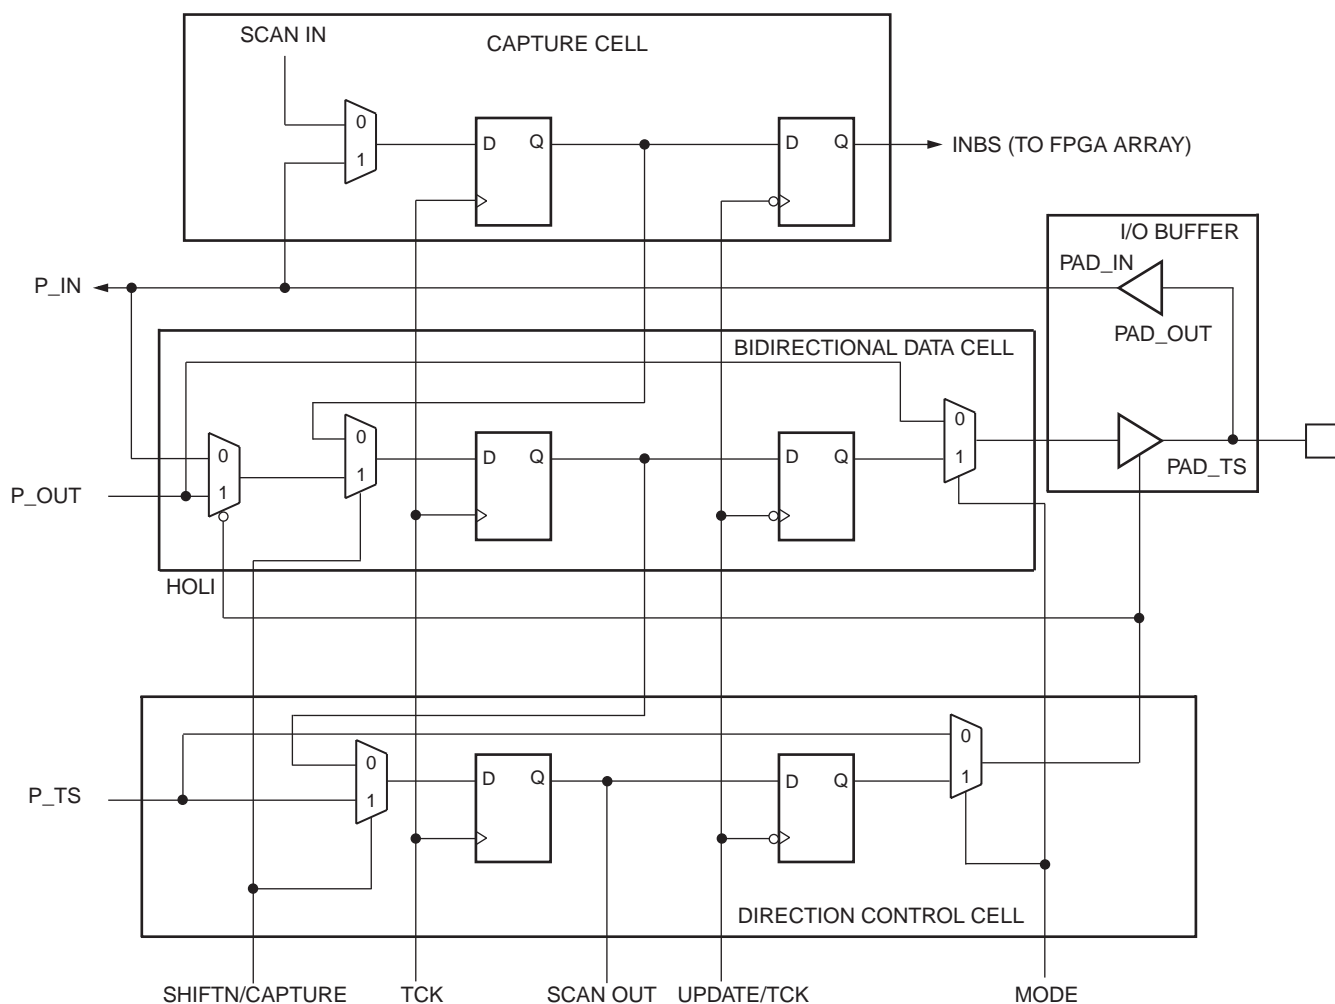 SCAN IN
CAPTURE CELL
0
1
D Q
D Q
INBS (TO FPGA ARRAY)
I/O BUFFER
PAD_IN
P_IN
PAD_OUT
BIDIRECTIONAL DATA CELL
0
1
0
1
D Q
D Q
0
1
PAD_TS
P_OUT
HOLI
0
1
D Q
D Q
0
1
P_TS
DIRECTION CONTROL CELL
SHIFTN/CAPTURE
TCK
SCAN OUT
UPDATE/TCK
MODE